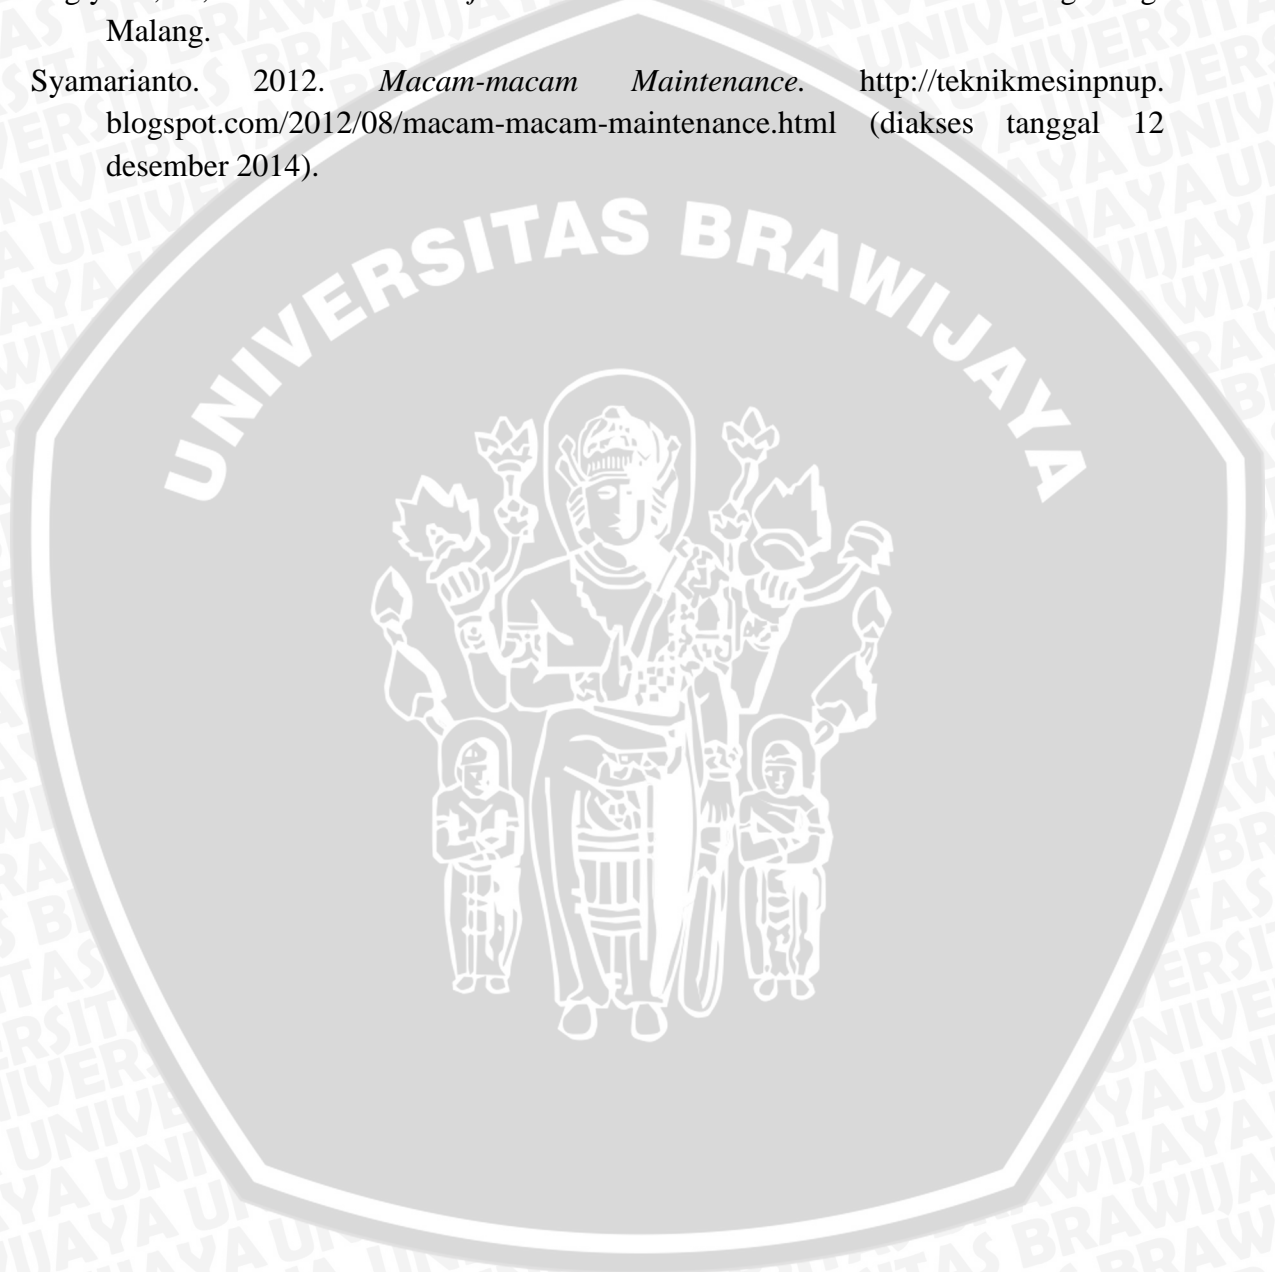 Malang.
Syamarianto. 2012. Macam-macam Maintenance. http://teknikmesinpnup.
blogspot.com/2012/08/macam-macam-maintenance.html (diakses tanggal 12
desember 2014).
UNIVERSITAS BRAWIJAYA